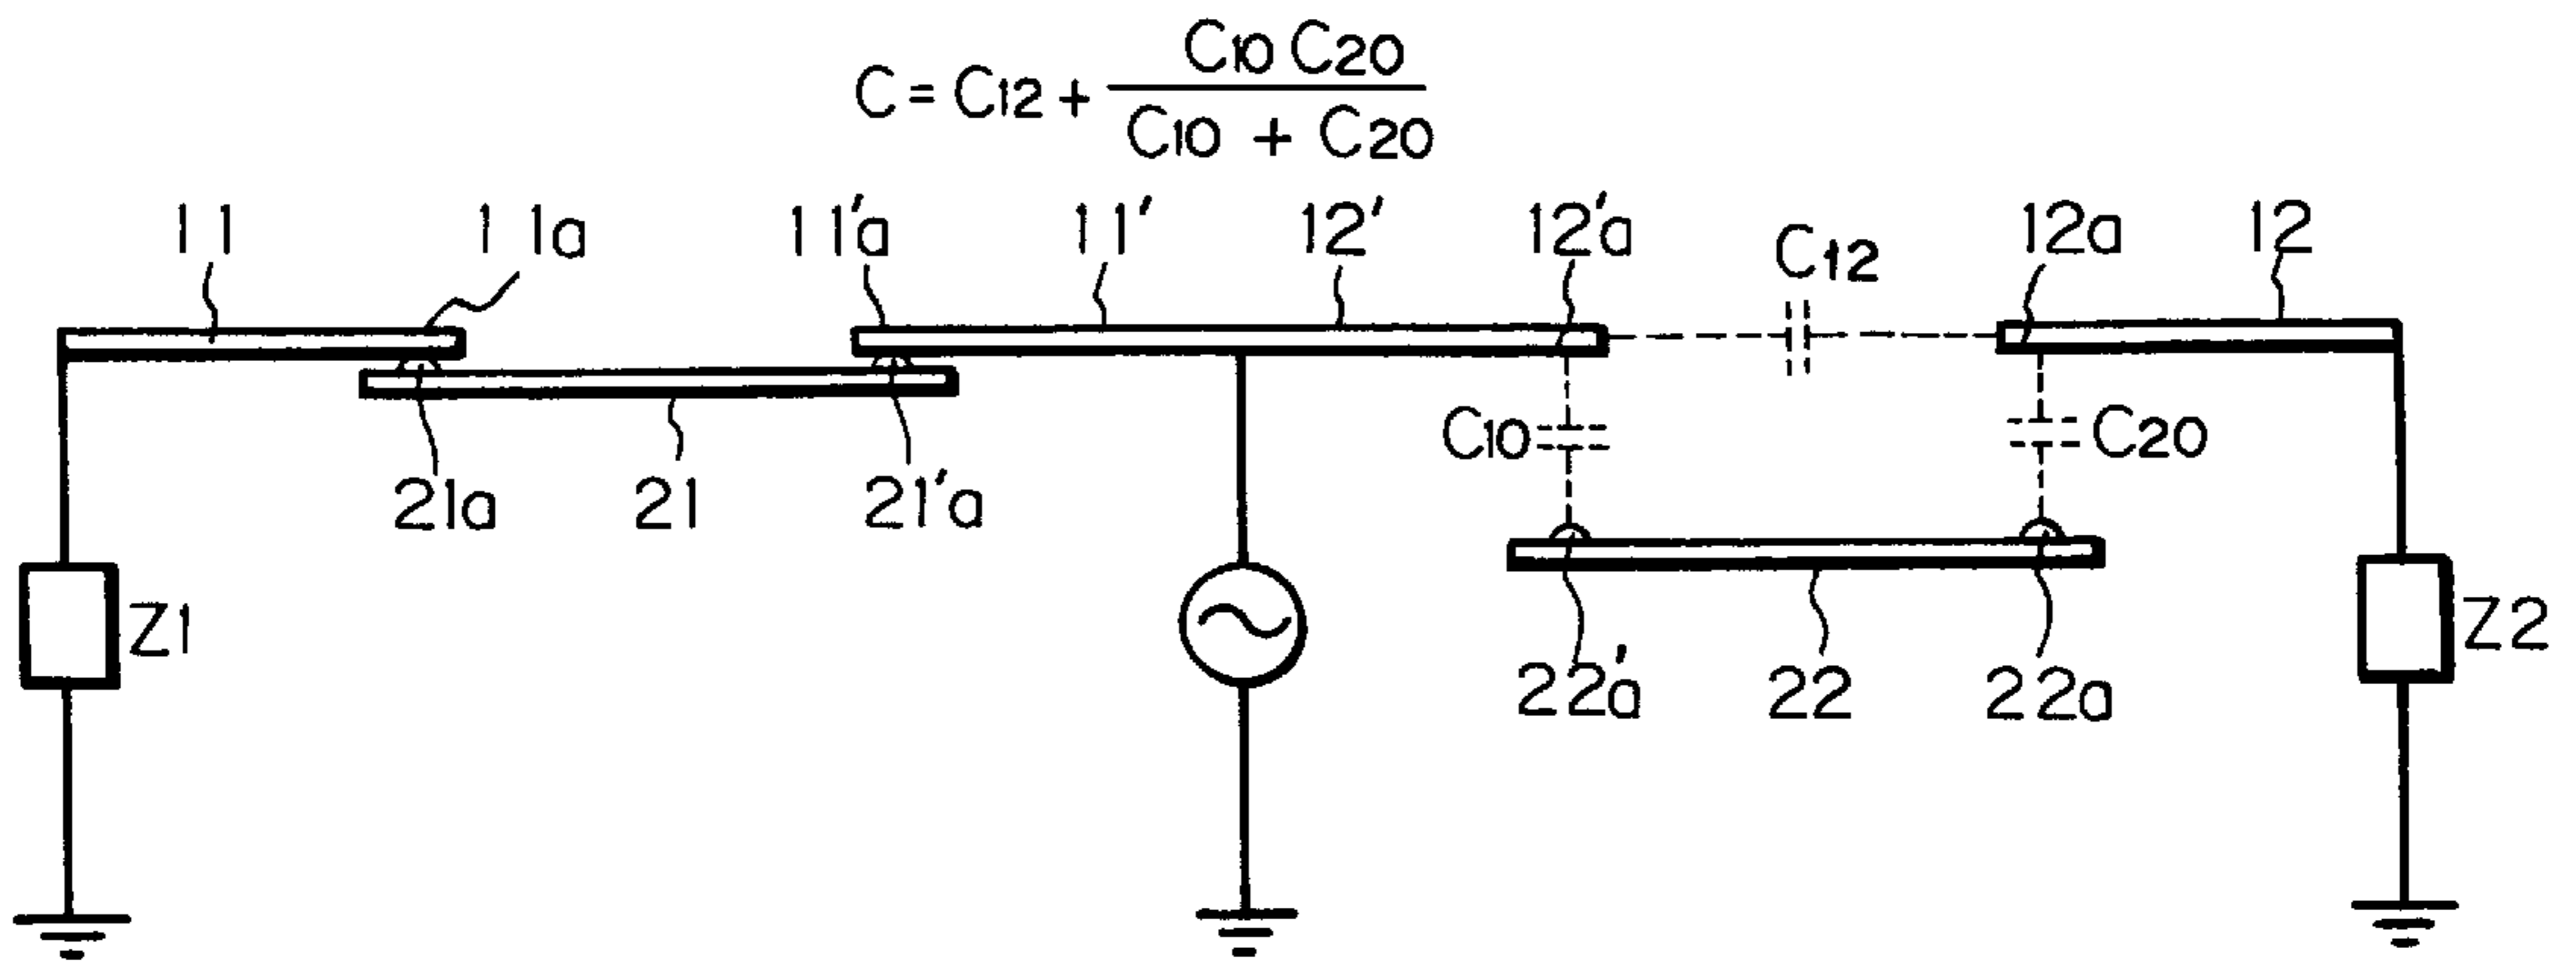 C = C12 + C10 C20 / C10 + C20
11 11a 11'a 11' 12' 12'a C12 12a 12
C10 C20
21a 21 21'a
Z1 Z2
22'a 22 22a